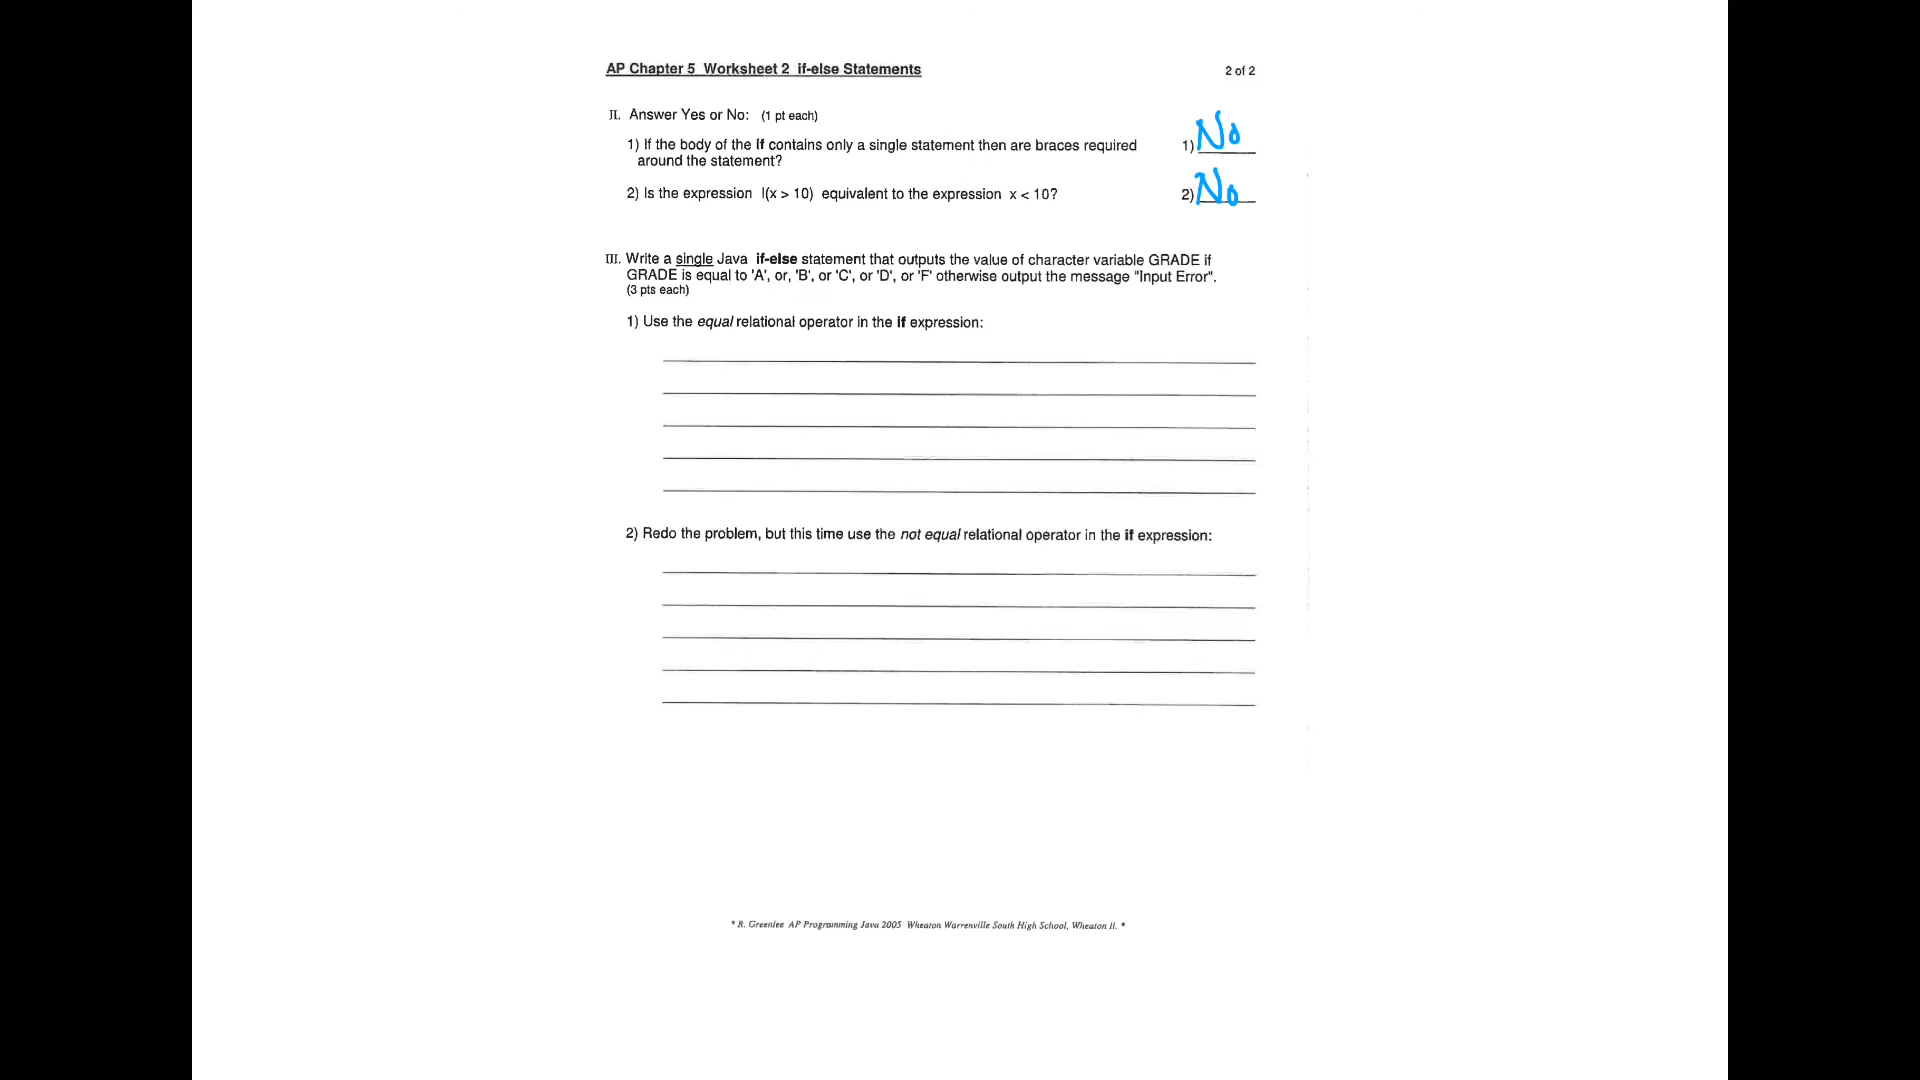 AP Chapter 5 Worksheet 2 if-else Statements
2 of 2
II. Answer Yes or No: (1 pt each)
1) If the body of the if contains only a single statement then are braces required
around the statement?
1) No
2) Is the expression !(x > 10) equivalent to the expression x < 10?
2) No
III. Write a single Java if-else statement that outputs the value of character variable GRADE if
GRADE is equal to 'A', or, 'B', or 'C', or 'D', or 'F' otherwise output the message "Input Error".
(3 pts each)
1) Use the equal relational operator in the if expression:
2) Redo the problem, but this time use the not equal relational operator in the if expression:
* R. Greenlee AP Programming Java 2005 Wheaton Warrenville South High School, Wheaton Il. *